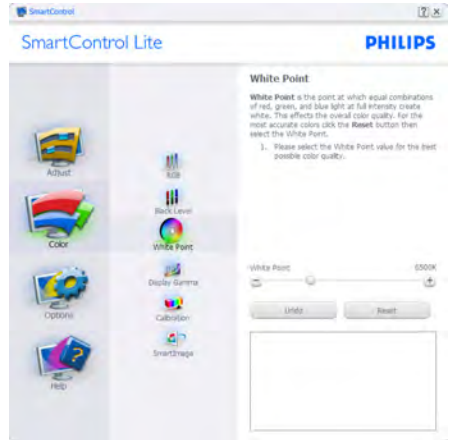 SmartControl
SmartControl Lite
PHILIPS
Adjust
Color
Options
Help
RGB
Black Level
White Point
Display Gamma
Calibration
SmartImage
White Point
White Point is the point at which equal combinations
of red, green, and blue light at full intensity create
white. This effects the overall color quality. For the
most accurate colors click the Reset button then
select the White Point.
1. Please select the White Point value for the best
possible color quality.
White Point 6500K
Undo Reset